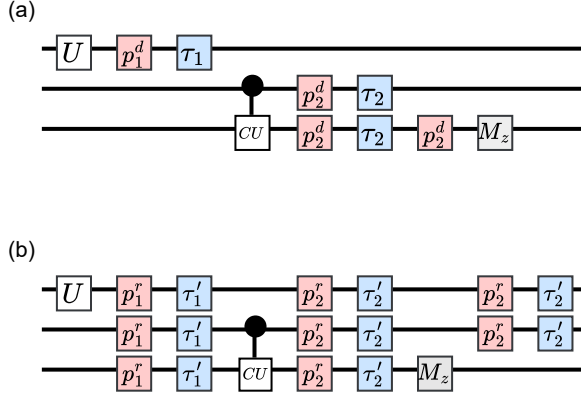 (a)
U p_1^d τ_1
p_2^d τ_2
CU p_2^d τ_2 p_2^d M_z
(b)
U p_1^r τ_1' p_2^r τ_2' p_2^r τ_2'
p_1^r τ_1' p_2^r τ_2' p_2^r τ_2'
p_1^r τ_1' CU p_2^r τ_2' M_z